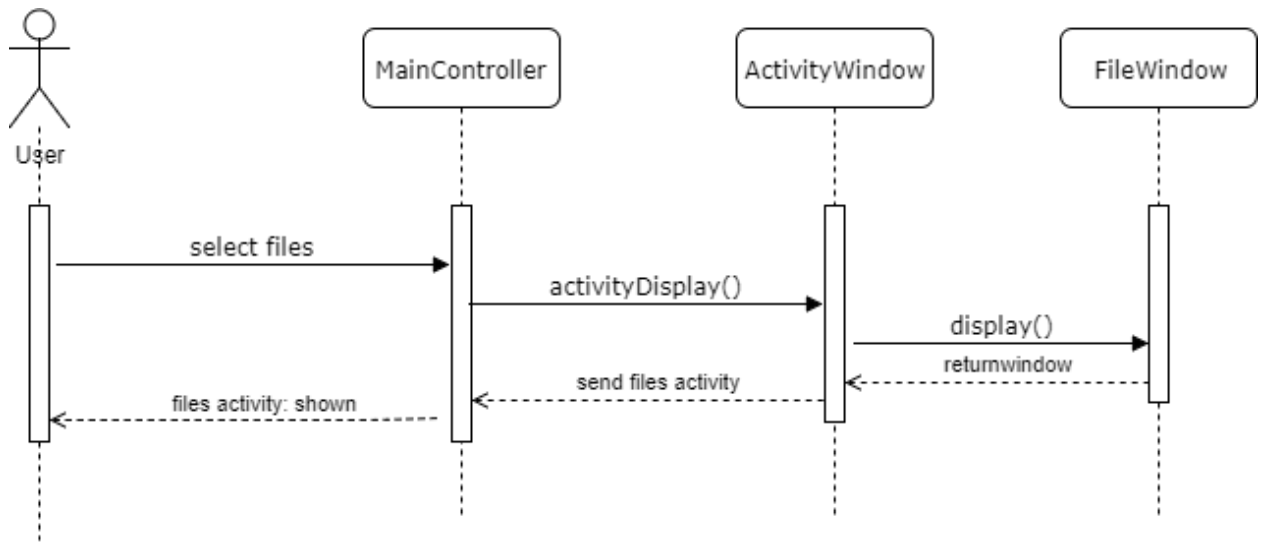 MainController
ActivityWindow
FileWindow
User
select files
activityDisplay()
display()
returnwindow
send files activity
files activity: shown